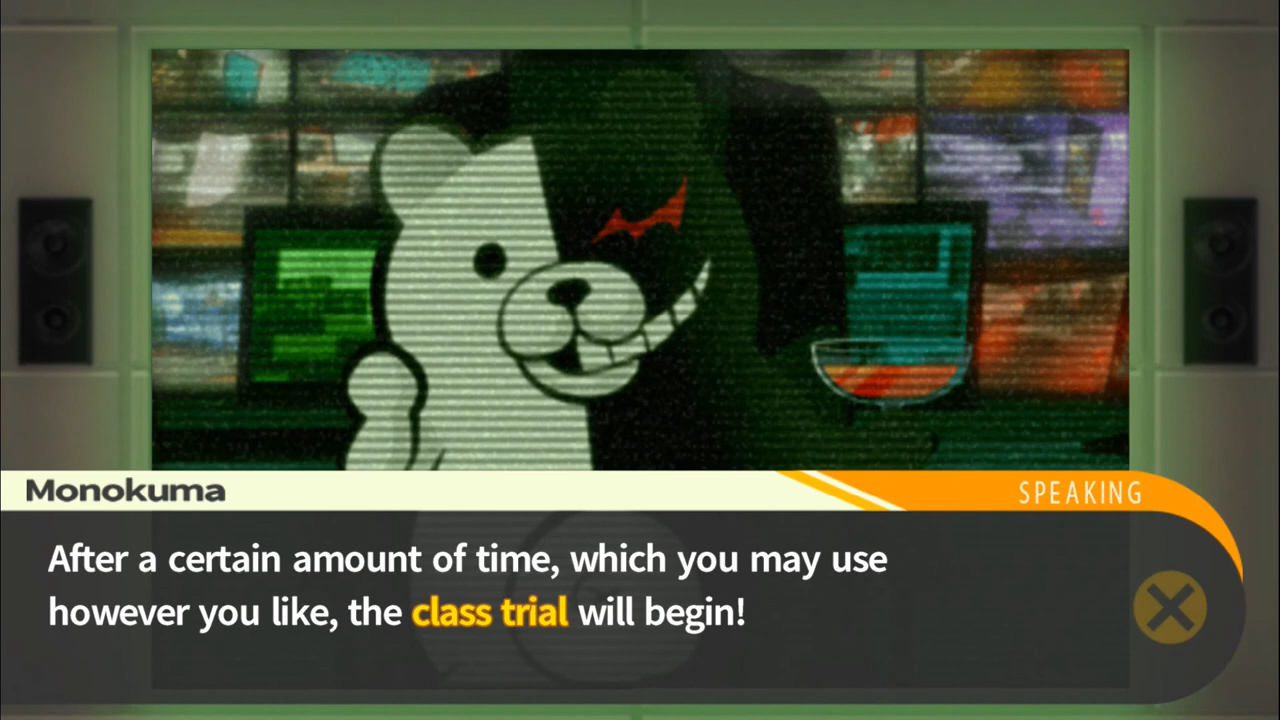 Monokuma
SPEAKING
After a certain amount of time, which you may use
however you like, the class trial will begin!